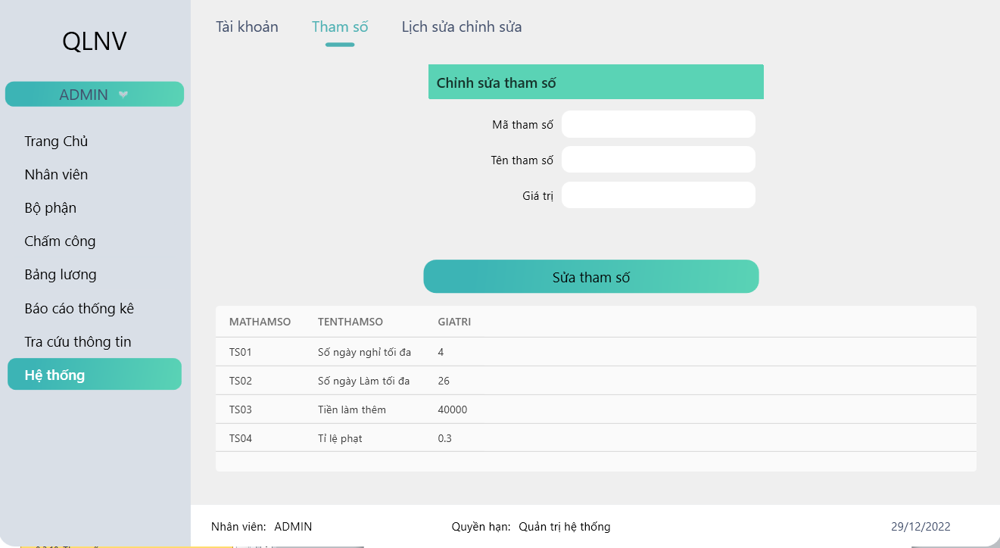 QLNV
ADMIN
Trang Chủ
Nhân viên
Bộ phận
Chấm công
Bảng lương
Báo cáo thống kê
Tra cứu thông tin
Hệ thống
Tài khoản Tham số Lịch sửa chỉnh sửa
Chỉnh sửa tham số
Mã tham số
Tên tham số
Giá trị
Sửa tham số
MATHAMSO TENTHAMSO GIATRI
TS01 Số ngày nghỉ tối đa 4
TS02 Số ngày Làm tối đa 26
TS03 Tiền làm thêm 40000
TS04 Tỉ lệ phạt 0.3
Nhân viên: ADMIN Quyền hạn: Quản trị hệ thống 29/12/2022